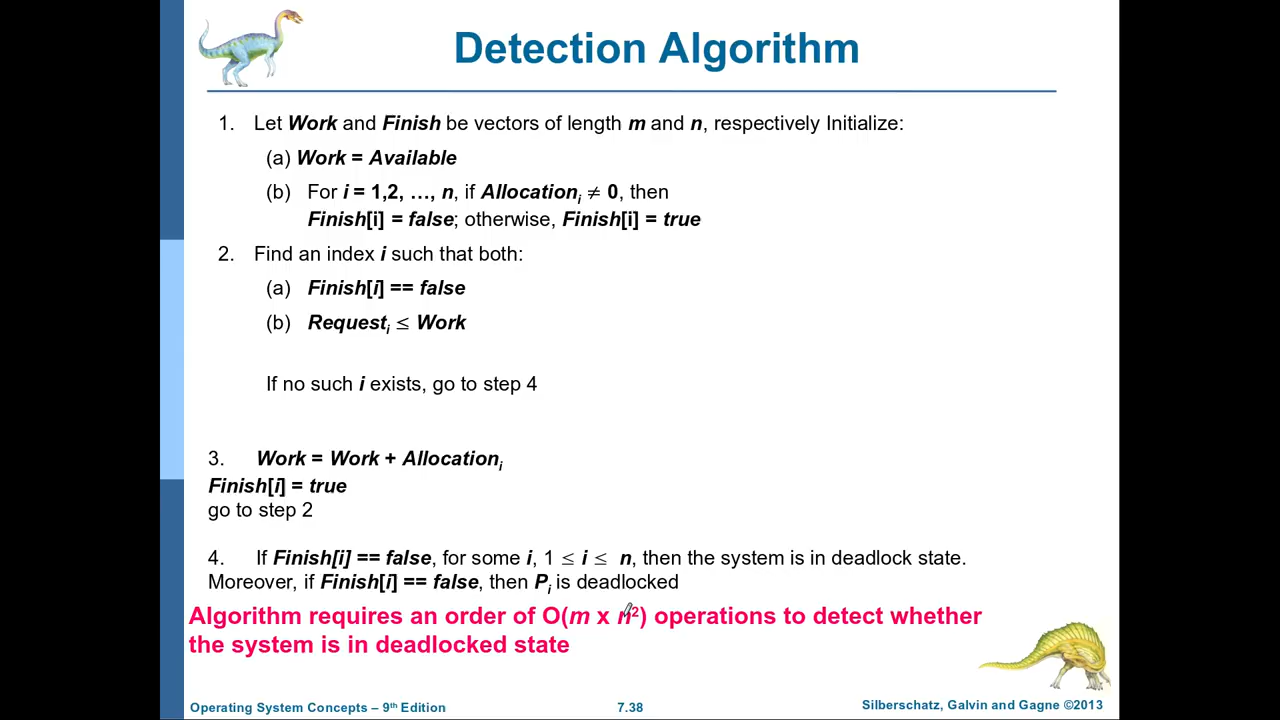 Detection Algorithm
1. Let Work and Finish be vectors of length m and n, respectively Initialize:
(a) Work = Available
(b) For i = 1,2, …, n, if Allocationᵢ ≠ 0, then
Finish[i] = false; otherwise, Finish[i] = true
2. Find an index i such that both:
(a) Finish[i] == false
(b) Requestᵢ ≤ Work
If no such i exists, go to step 4
3. Work = Work + Allocationᵢ
Finish[i] = true
go to step 2
4. If Finish[i] == false, for some i, 1 ≤ i ≤ n, then the system is in deadlock state.
Moreover, if Finish[i] == false, then Pᵢ is deadlocked
Algorithm requires an order of O(m x n²) operations to detect whether
the system is in deadlocked state
Operating System Concepts – 9th Edition
7.38
Silberschatz, Galvin and Gagne ©2013